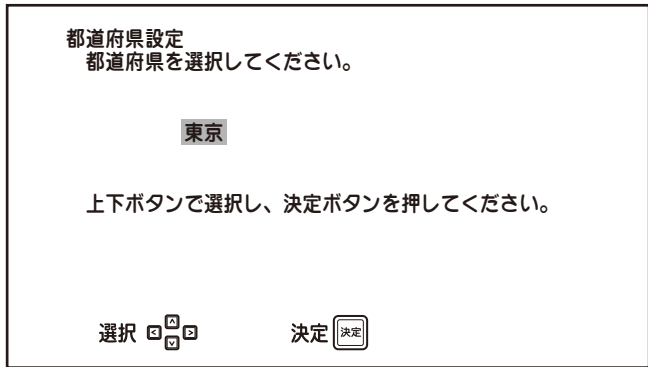 都道府県設定
都道府県を選択してください。
東京
上下ボタンで選択し、決定ボタンを押してください。
選択 決定 決定